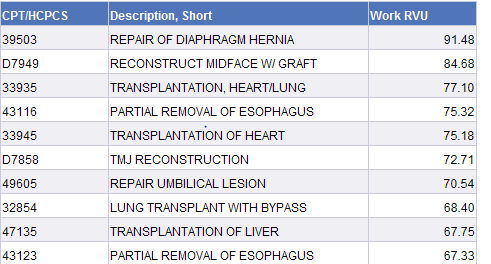 CPT/HCPCS Description, Short Work RVU
39503 REPAIR OF DIAPHRAGM HERNIA 91.48
D7949 RECONSTRUCT MIDFACE W/ GRAFT 84.68
33935 TRANSPLANTATION, HEART/LUNG 77.10
43116 PARTIAL REMOVAL OF ESOPHAGUS 75.32
33945 TRANSPLANTATION OF HEART 75.18
D7858 TMJ RECONSTRUCTION 72.71
49605 REPAIR UMBILICAL LESION 70.54
32854 LUNG TRANSPLANT WITH BYPASS 68.40
47135 TRANSPLANTATION OF LIVER 67.75
43123 PARTIAL REMOVAL OF ESOPHAGUS 67.33